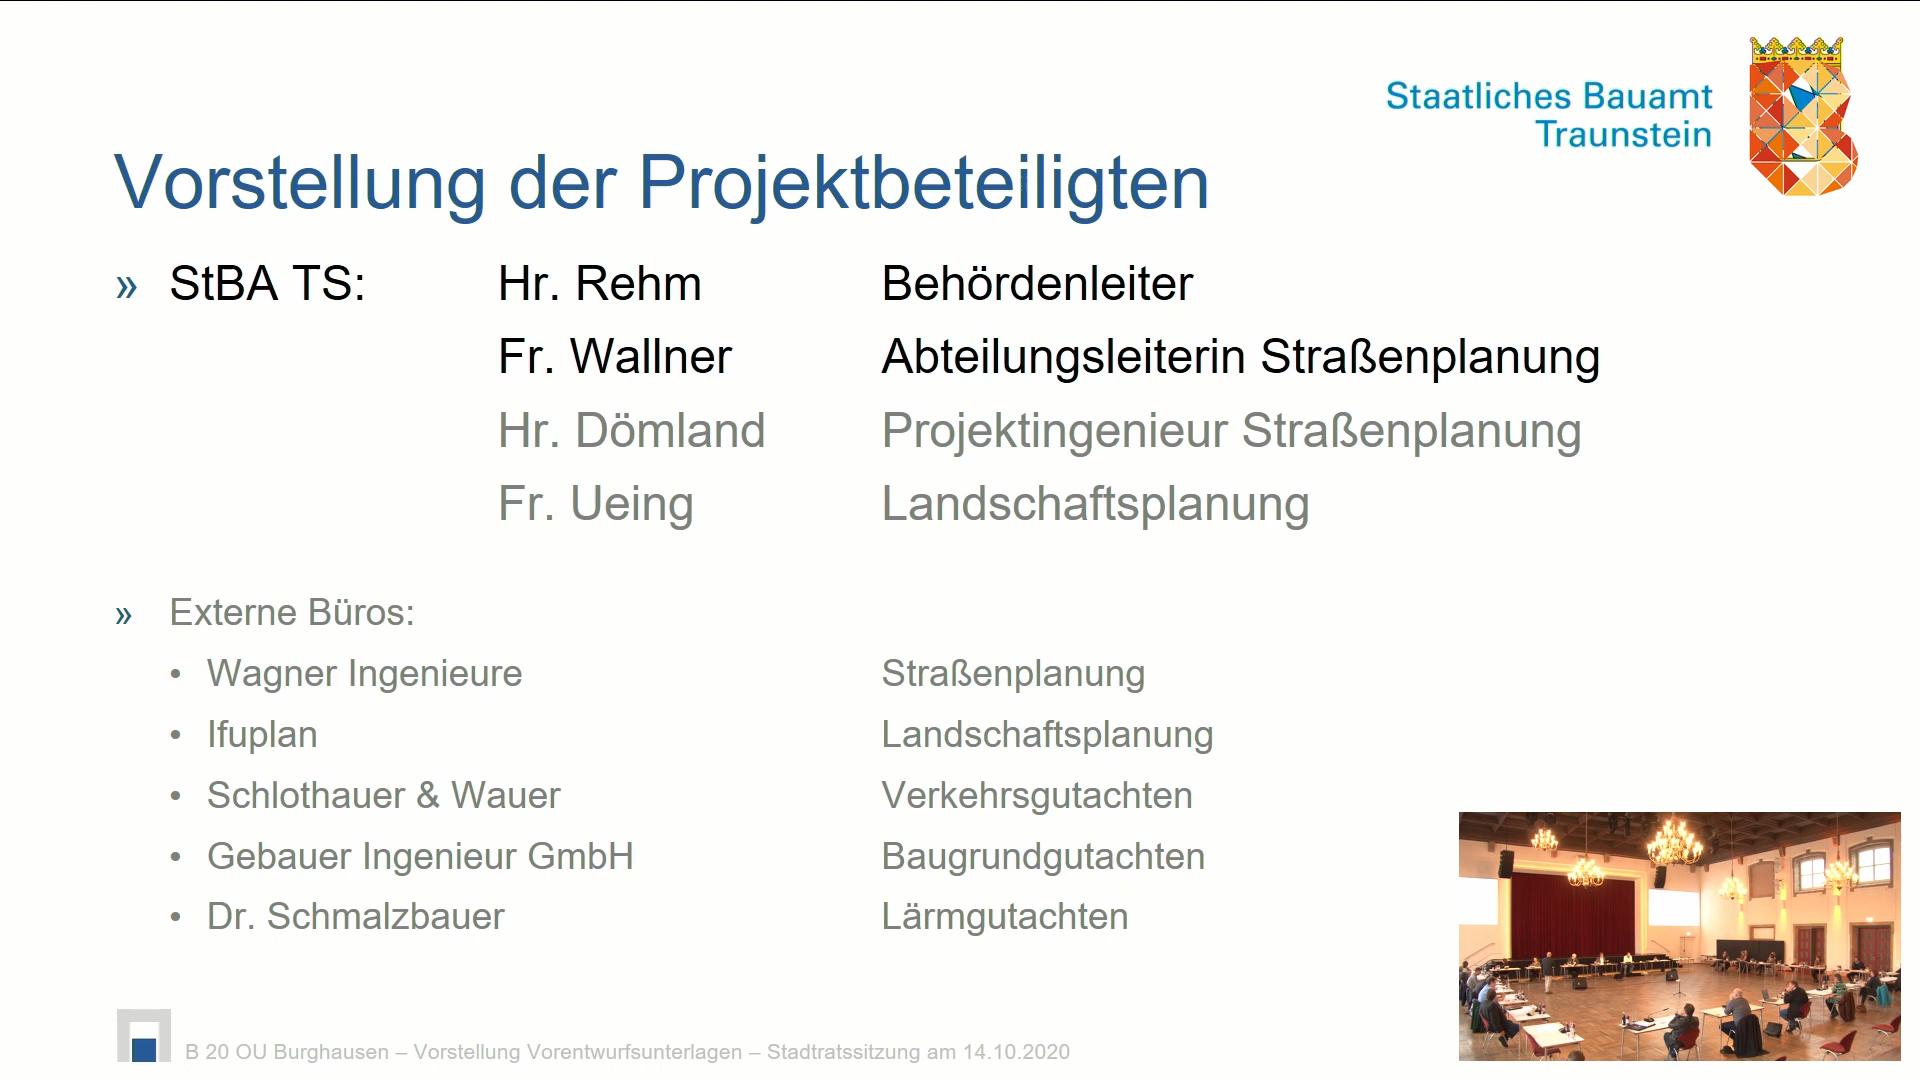 Staatliches Bauamt
Traunstein
Vorstellung der Projektbeteiligten
» StBA TS: Hr. Rehm Behördenleiter
Fr. Wallner Abteilungsleiterin Straßenplanung
Hr. Dömland Projektingenieur Straßenplanung
Fr. Ueing Landschaftsplanung
» Externe Büros:
• Wagner Ingenieure Straßenplanung
• Ifuplan Landschaftsplanung
• Schlothauer & Wauer Verkehrsgutachten
• Gebauer Ingenieur GmbH Baugrundgutachten
• Dr. Schmalzbauer Lärmgutachten
B 20 OU Burghausen – Vorstellung Vorentwurfsunterlagen – Stadtratssitzung am 14.10.2020